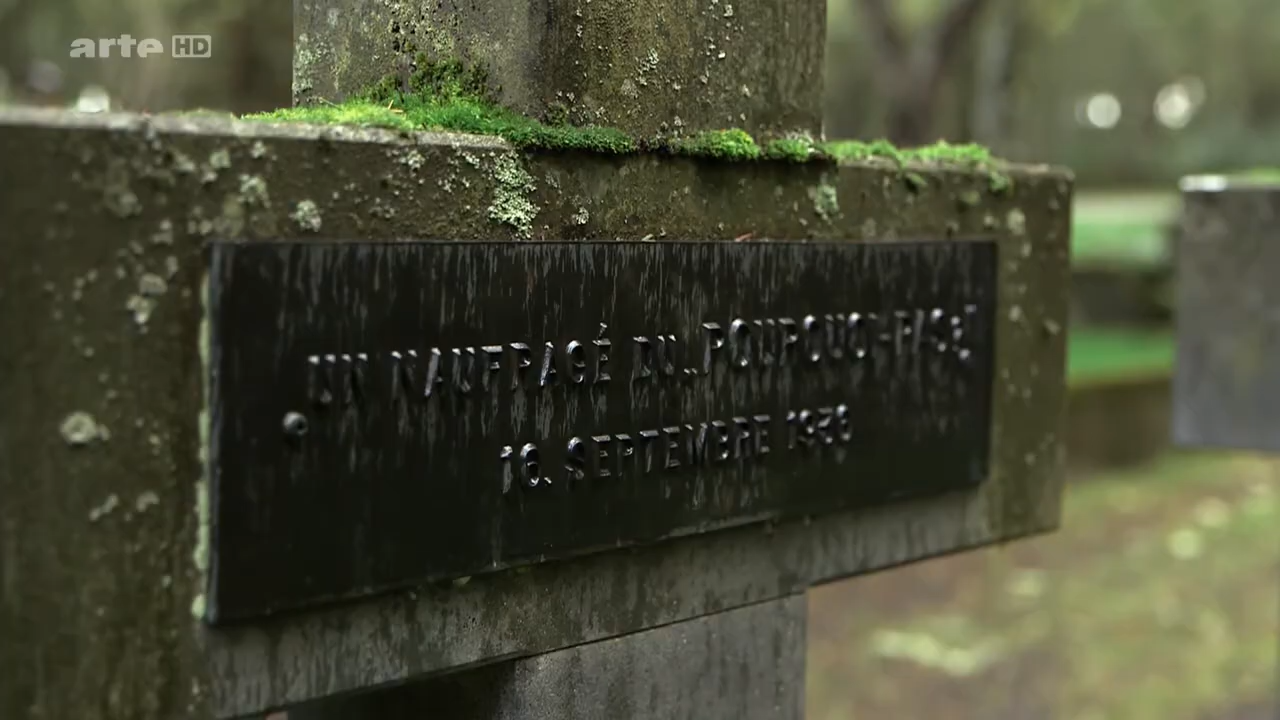 arte HD
UN NAUFRAGÉ DU „POURQUOI-PAS?"
16. SEPTEMBRE 1936